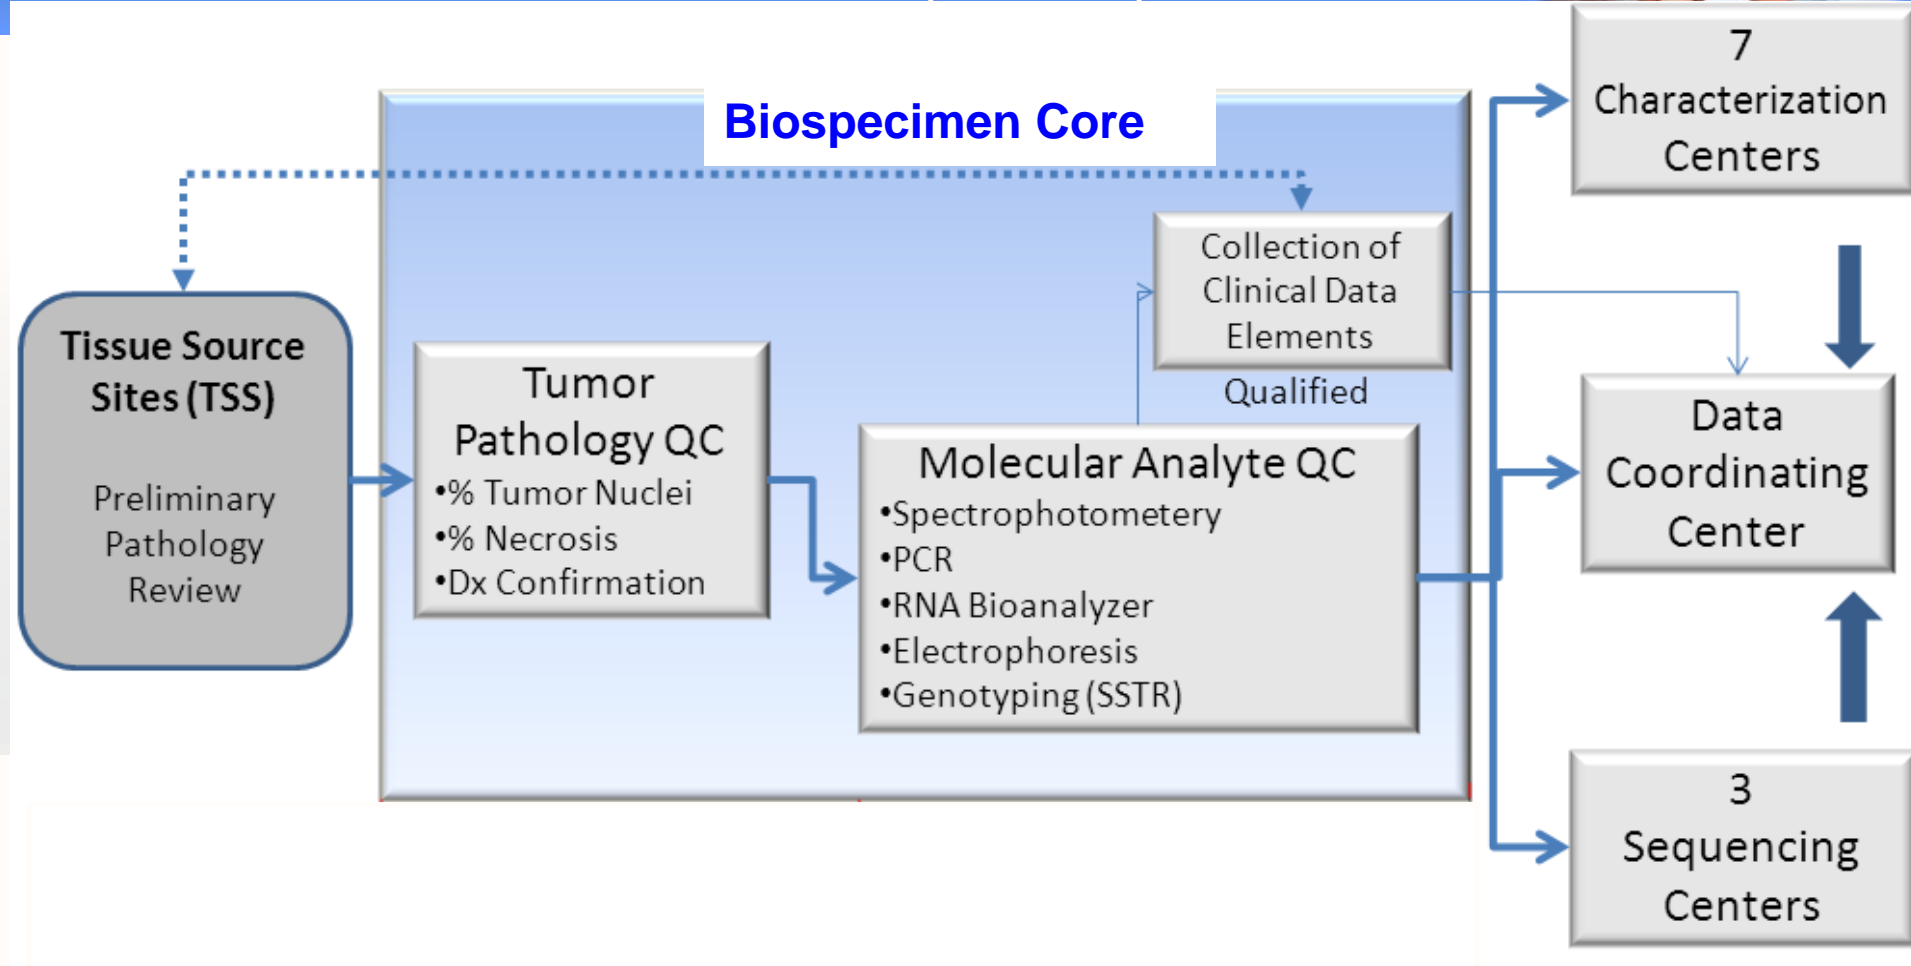 Biospecimen Core
Tissue Source
Sites (TSS)
Preliminary
Pathology
Review
Tumor
Pathology QC
•% Tumor Nuclei
•% Necrosis
•Dx Confirmation
Collection of
Clinical Data
Elements
Qualified
Molecular Analyte QC
•Spectrophotometery
•PCR
•RNA Bioanalyzer
•Electrophoresis
•Genotyping (SSTR)
7
Characterization
Centers
Data
Coordinating
Center
3
Sequencing
Centers